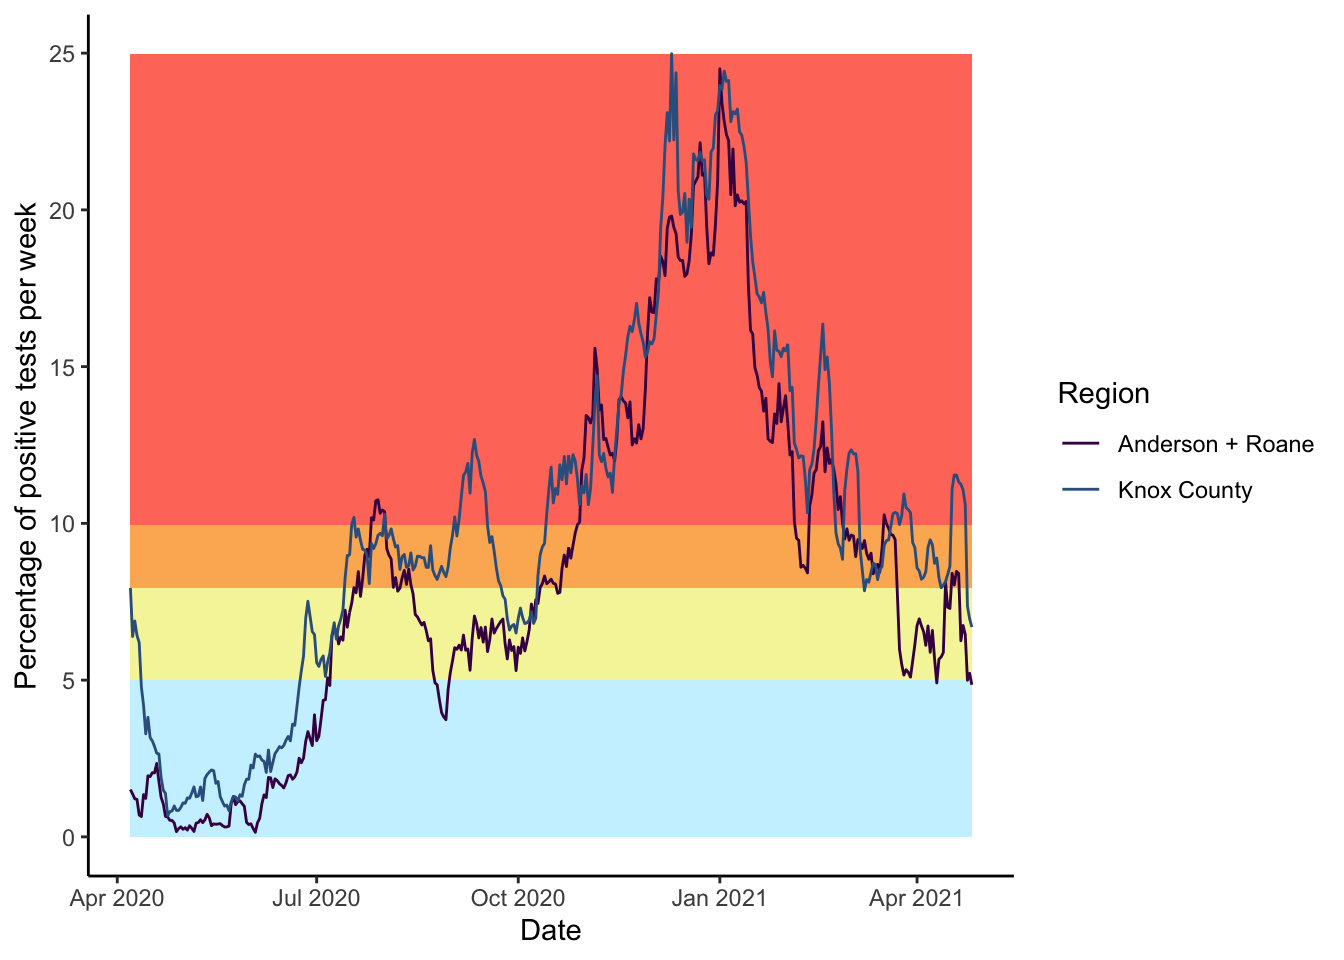 Percentage of positive tests per week
25
20
15
10
5
0
Apr 2020
Jul 2020
Oct 2020
Jan 2021
Apr 2021
Date
Region
Anderson + Roane
Knox County